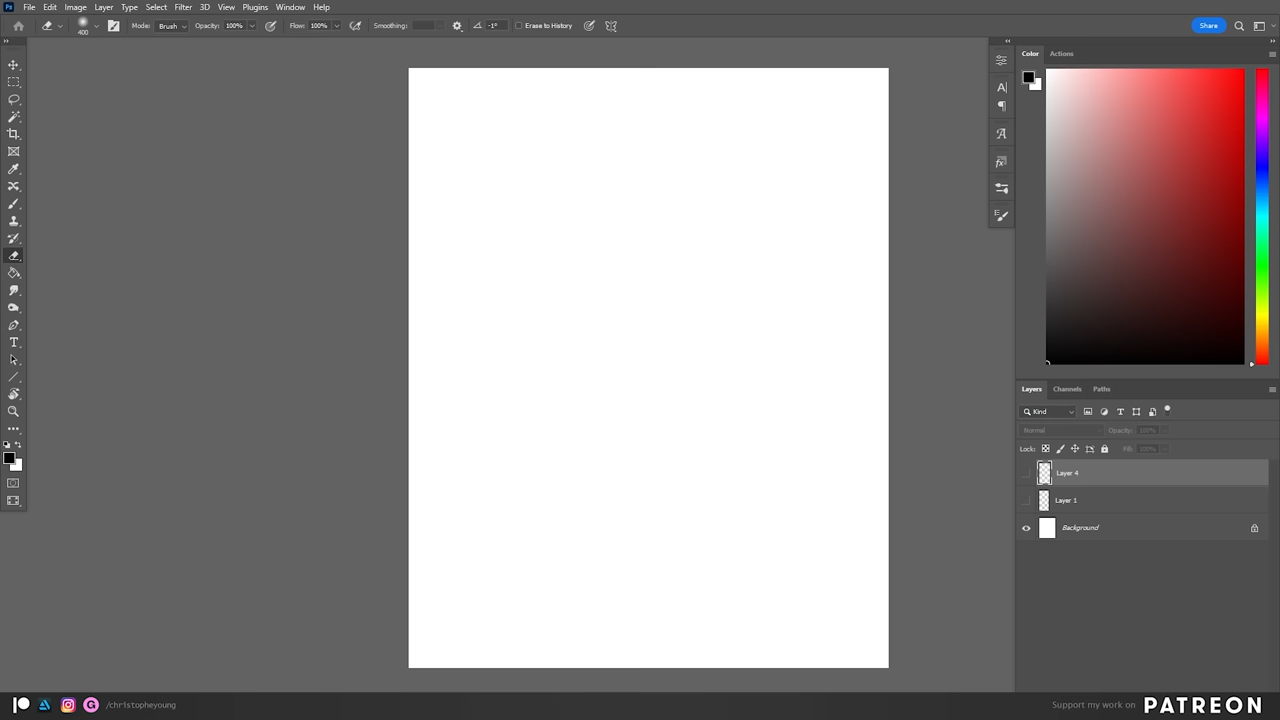 Ps File Edit Image Layer Type Select Filter 3D View Plugins Window Help
400 Mode: Brush Opacity: 100% Flow: 100% Smoothing: -1° Erase to History Share
Color Actions
Layers Channels Paths
Kind
Normal Opacity: 100%
Lock: Fill: 100%
Layer 4
Layer 1
Background
/christopheyoung Support my work on PATREON